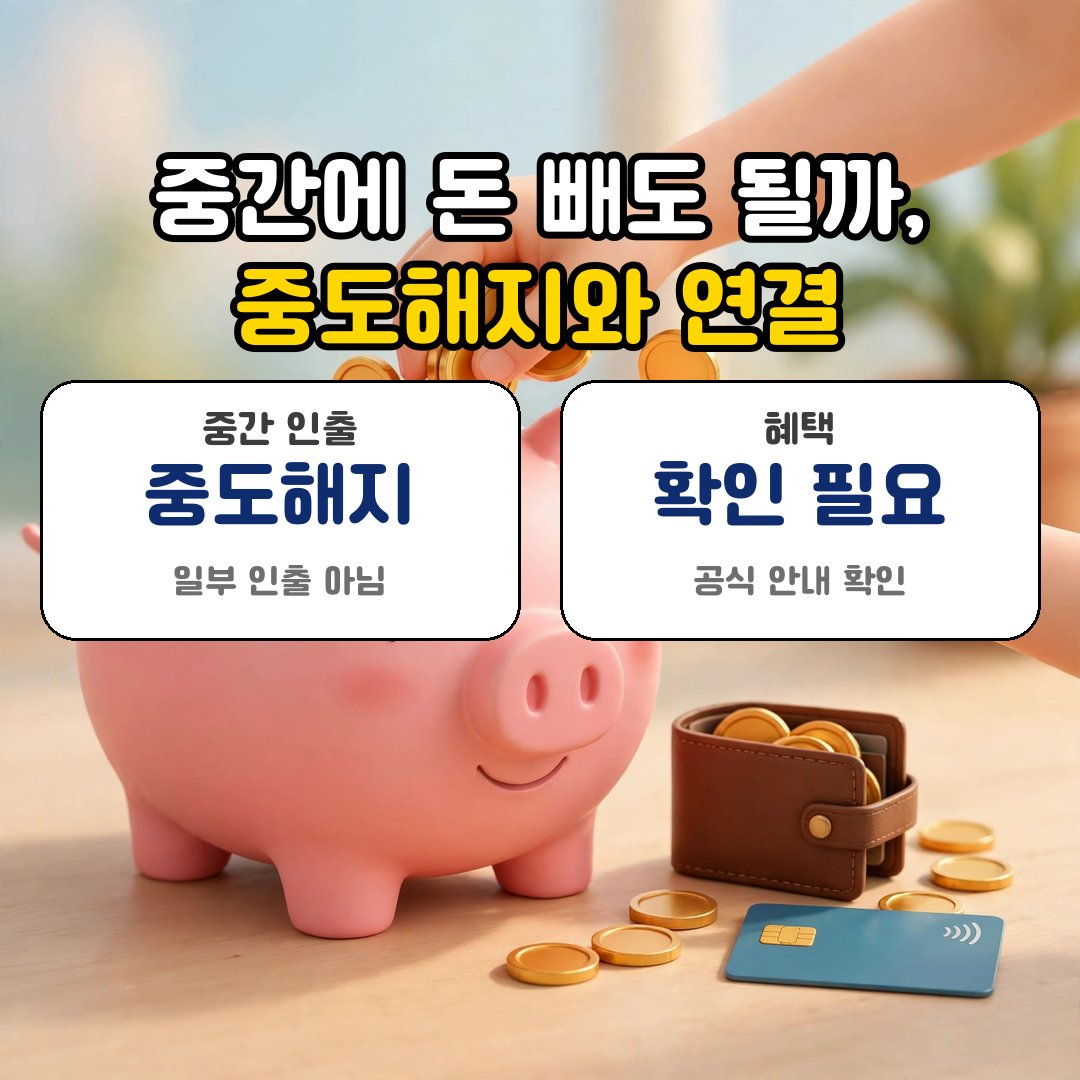 중간에 돈 빼도 될까,
중도해지와 연결
중간 인출
중도해지
일부 인출 아님
혜택
확인 필요
공식 안내 확인